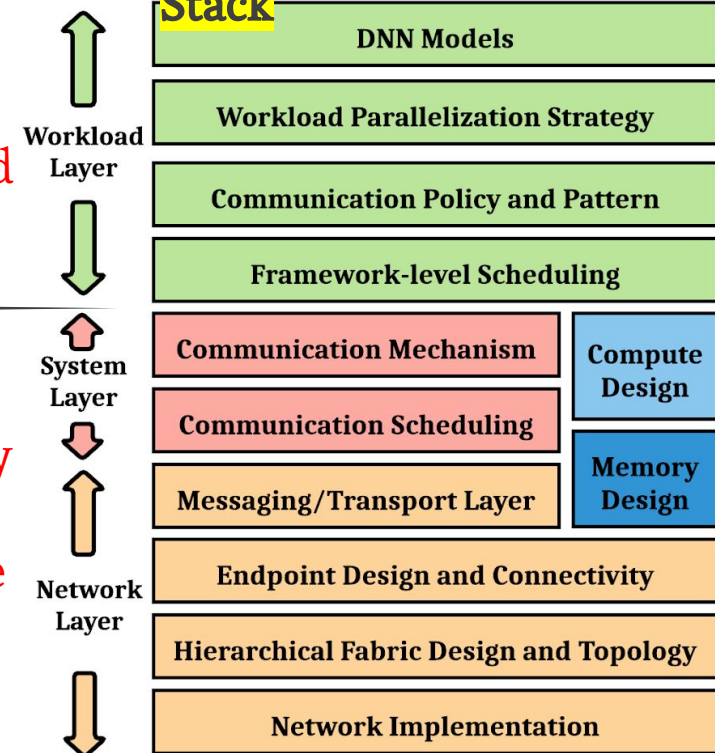 Stack
DNN Models
Workload Parallelization Strategy
Workload
Layer
Communication Policy and Pattern
Framework-level Scheduling
System
Layer
Communication Mechanism
Communication Scheduling
Compute
Design
Memory
Design
Messaging/Transport Layer
Network
Layer
Endpoint Design and Connectivity
Hierarchical Fabric Design and Topology
Network Implementation